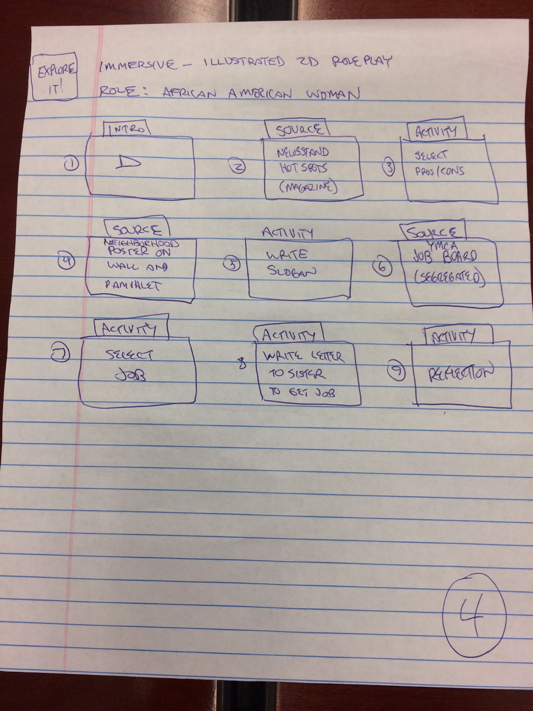 EXPLORE
IT!
IMMERSIVE - ILLUSTRATED 2D ROLEPLAY
ROLE: AFRICAN AMERICAN WOMAN
INTRO
1
SOURCE
2
NEWSSTAND
HOT SPOTS
(MAGAZINE)
ACTIVITY
3
SELECT
PROS/CONS
SOURCE
4
NEIGHBORHOOD
POSTER ON
WALL AND
PAMPHLET
ACTIVITY
5
WRITE
SLOGAN
SOURCE
6
YMCA
JOB BOARD
(SEGREGATED)
ACTIVITY
7
SELECT
JOB
ACTIVITY
8
WRITE LETTER
TO SISTER
TO GET JOB
ACTIVITY
9
REFLECTION
4